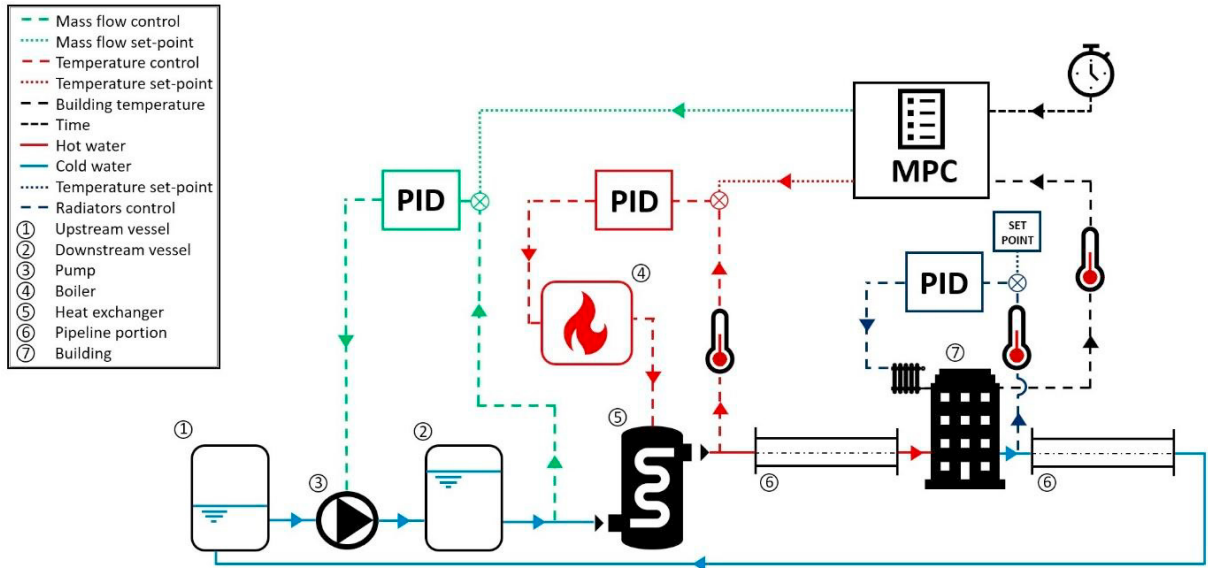 Mass flow control
Mass flow set-point
Temperature control
Temperature set-point
Building temperature
Time
Hot water
Cold water
Temperature set-point
Radiators control
① Upstream vessel
② Downstream vessel
③ Pump
④ Boiler
⑤ Heat exchanger
⑥ Pipeline portion
⑦ Building
MPC
PID
PID
SET
POINT
PID
④
⑦
⑤
①
②
③
⑥
⑥